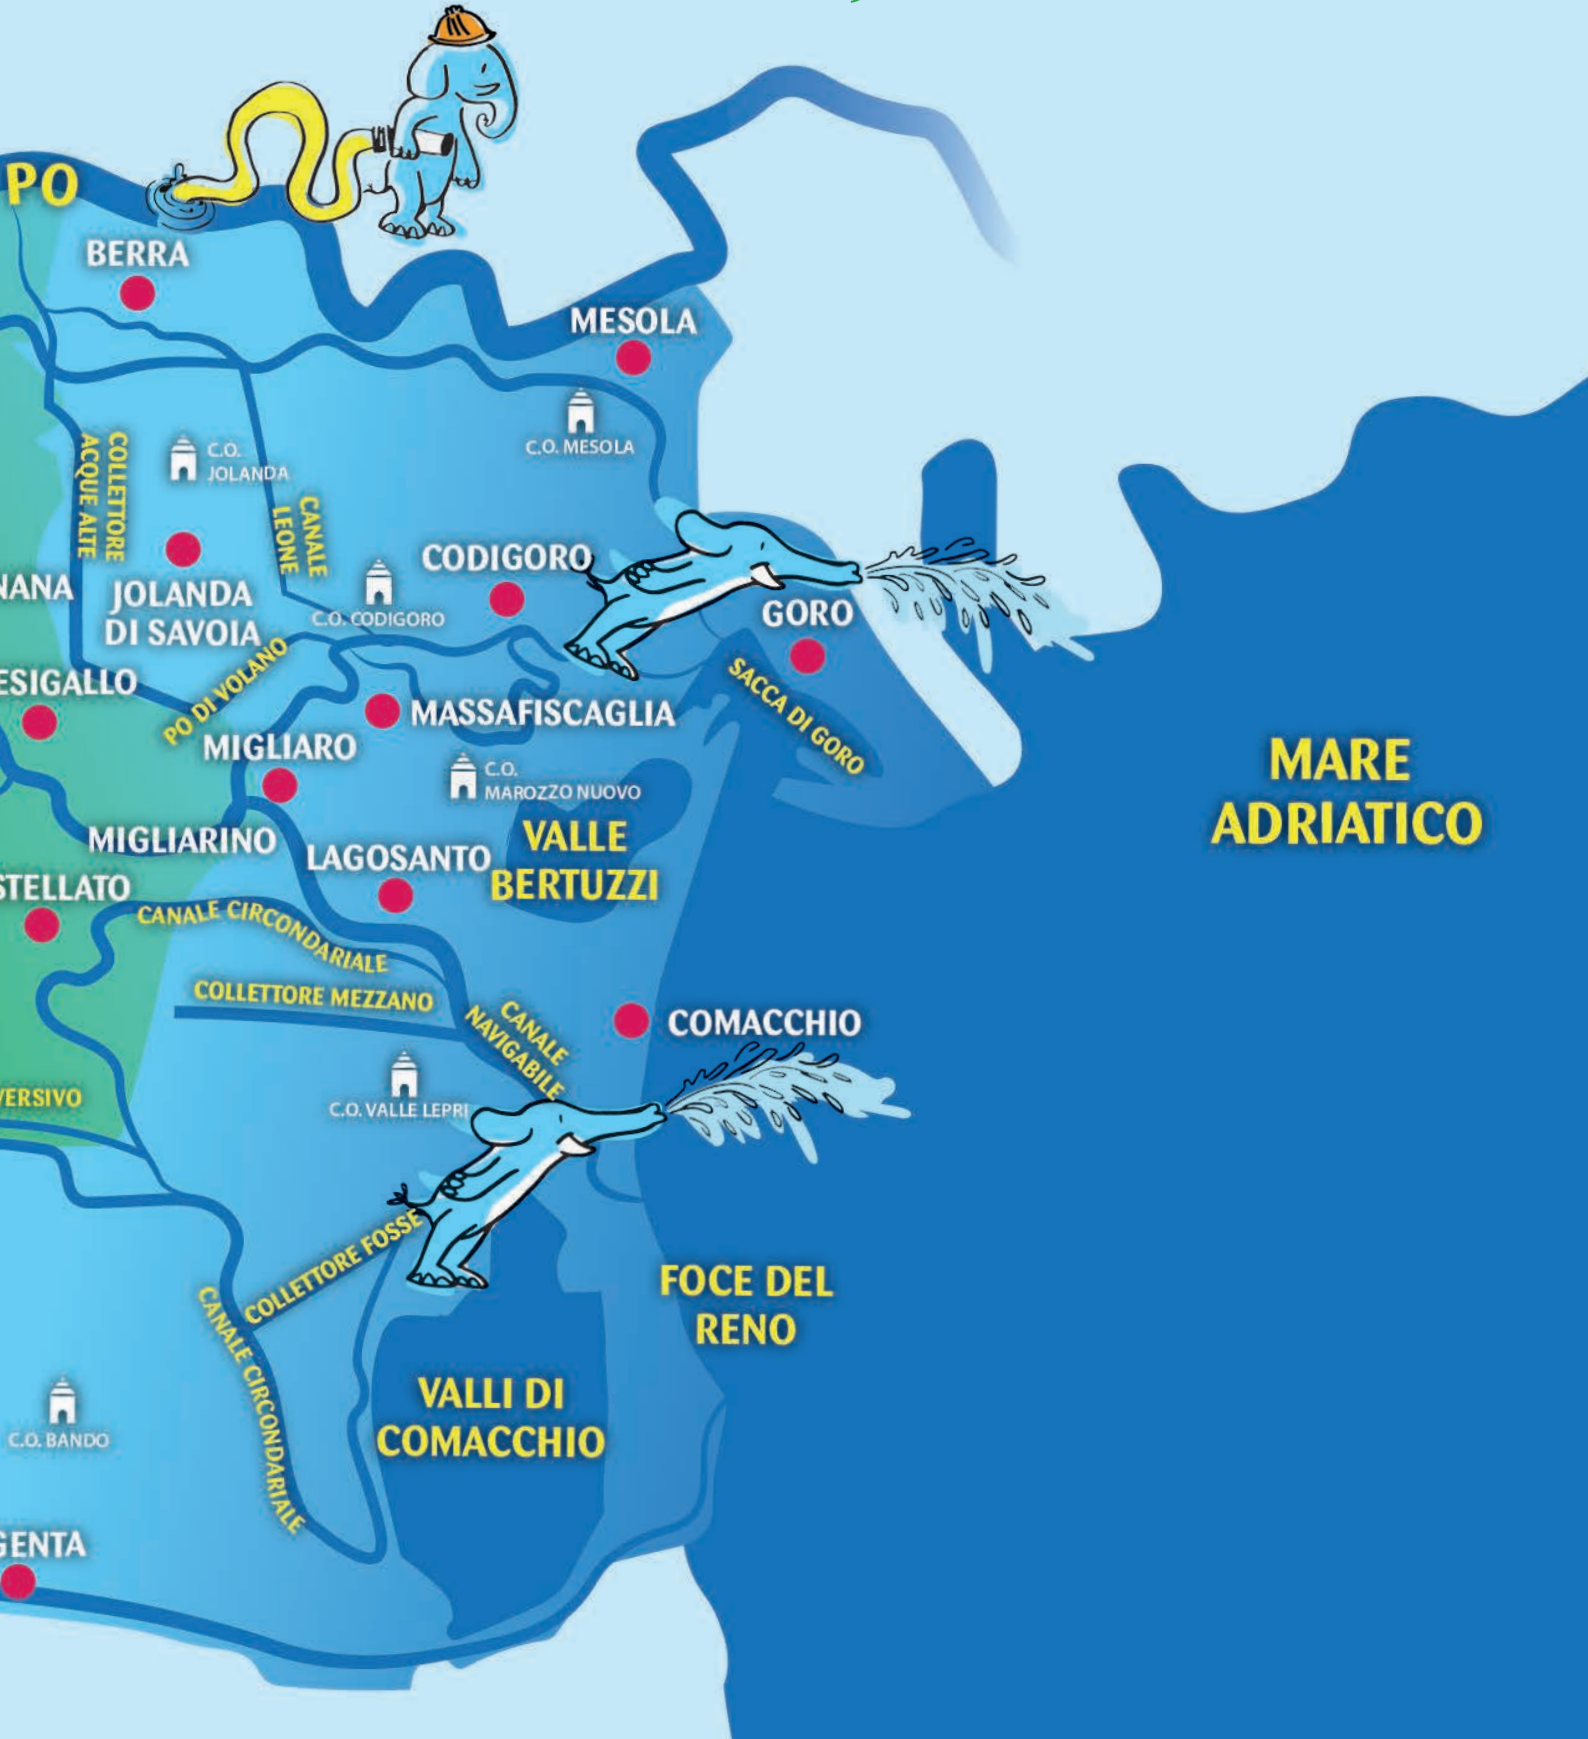 PO
BERRA
MESOLA
C.O. MESOLA
COLLETTORE
ACQUE ALTE
C.O.
JOLANDA
CANALE
LEONE
CODIGORO
NANA
JOLANDA
DI SAVOIA
C.O. CODIGORO
GORO
ESIGALLO
PO DI VOLANO
SACCA DI GORO
MASSAFISCAGLIA
MIGLIARO
C.O.
MAROZZO NUOVO
MARE
ADRIATICO
MIGLIARINO
LAGOSANTO
VALLE
BERTUZZI
STELLATO
CANALE CIRCONDARIALE
COLLETTORE MEZZANO
CANALE
NAVIGABILE
COMACCHIO
VERSIVO
C.O. VALLE LEPRI
COLLETTORE FOSSE
FOCE DEL
RENO
CANALE CIRCONDARIALE
VALLI DI
COMACCHIO
C.O. BANDO
GENTA